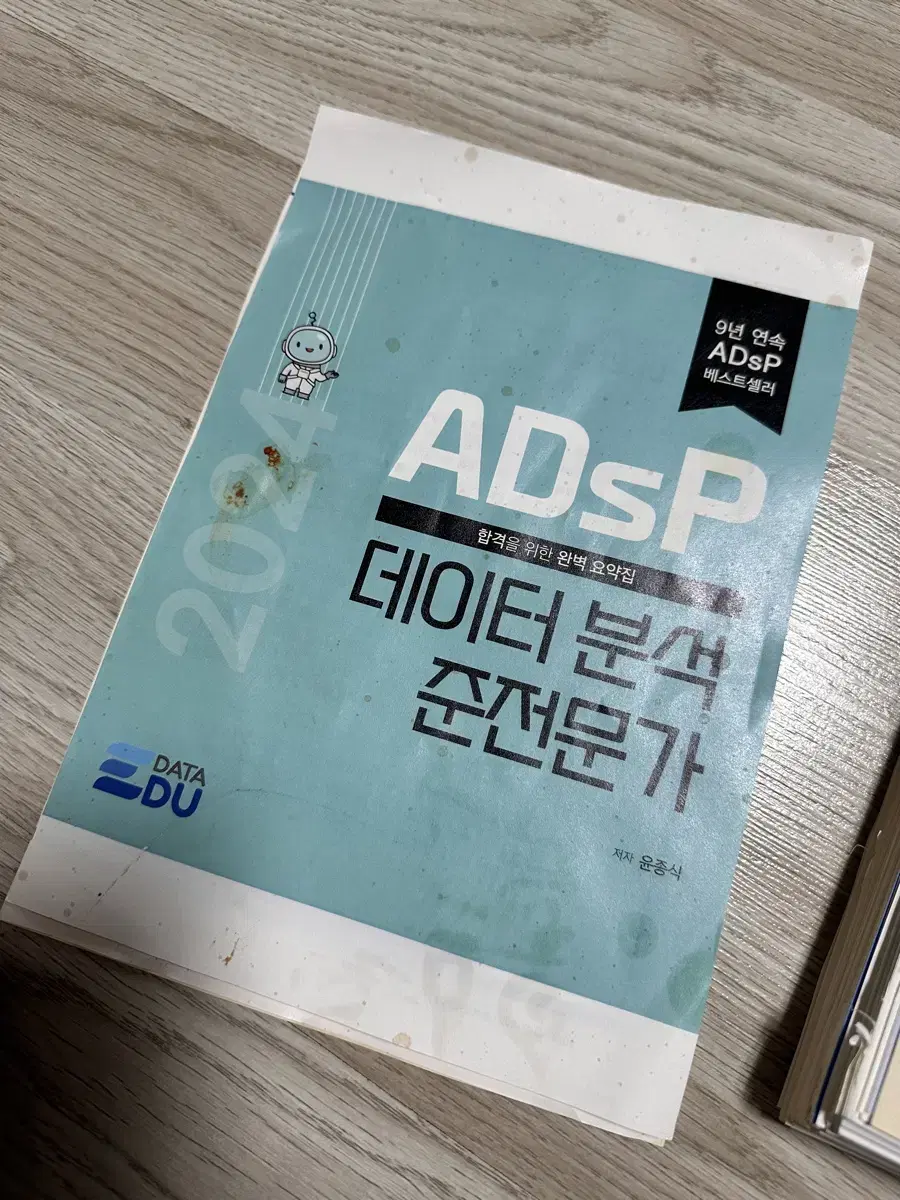 9년 연속
ADsP
베스트셀러
2024
ADsP
합격을 위한 완벽 요약집
데이터 분석
준전문가
DATA
EDU
저자 윤종식